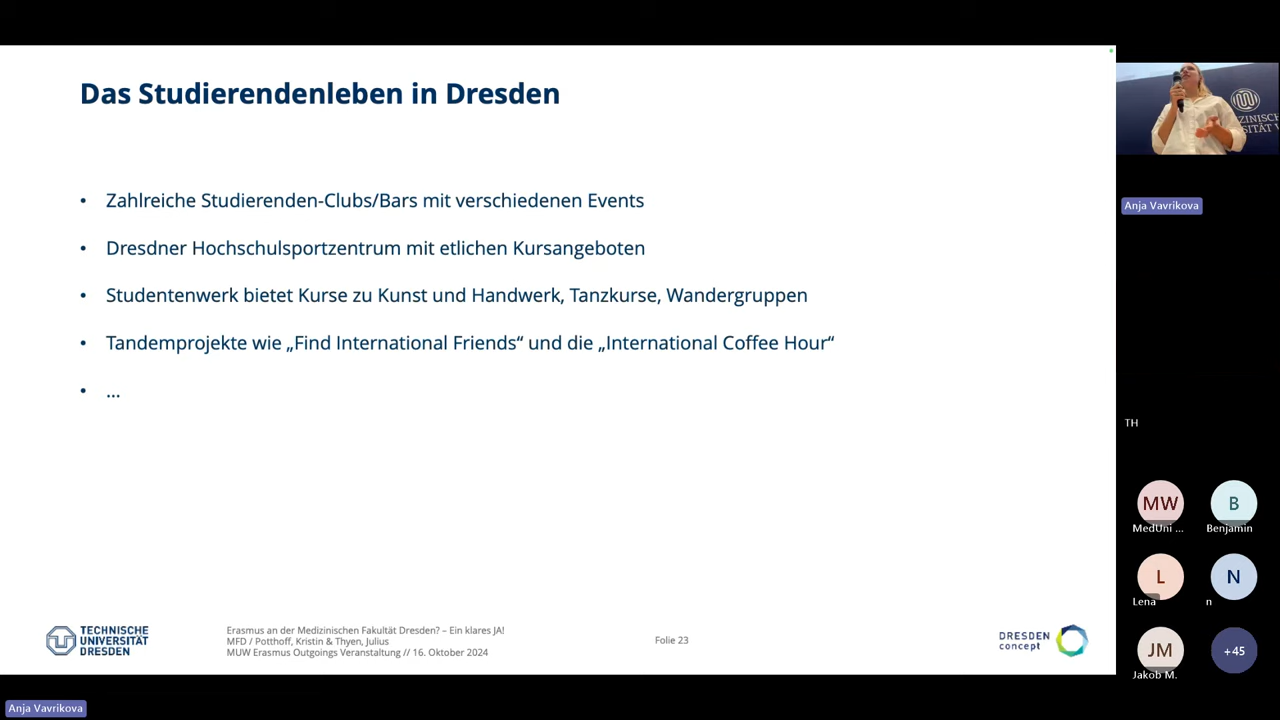 Das Studierendenleben in Dresden
• Zahlreiche Studierenden-Clubs/Bars mit verschiedenen Events
• Dresdner Hochschulsportzentrum mit etlichen Kursangeboten
• Studentenwerk bietet Kurse zu Kunst und Handwerk, Tanzkurse, Wandergruppen
• Tandemprojekte wie „Find International Friends“ und die „International Coffee Hour“
• ...
TECHNISCHE
UNIVERSITÄT
DRESDEN
Erasmus an der Medizinischen Fakultät Dresden? – Ein klares JA!
MFD / Potthoff, Kristin & Thyen, Julius
MUW Erasmus Outgoings Veranstaltung // 16. Oktober 2024
Folie 23
DRESDEN
concept
Anja Vavrikova
TH
MW
MedUni ...
B
Benjamin
L
Lena
N
n
JM
Jakob M.
+45
Anja Vavrikova